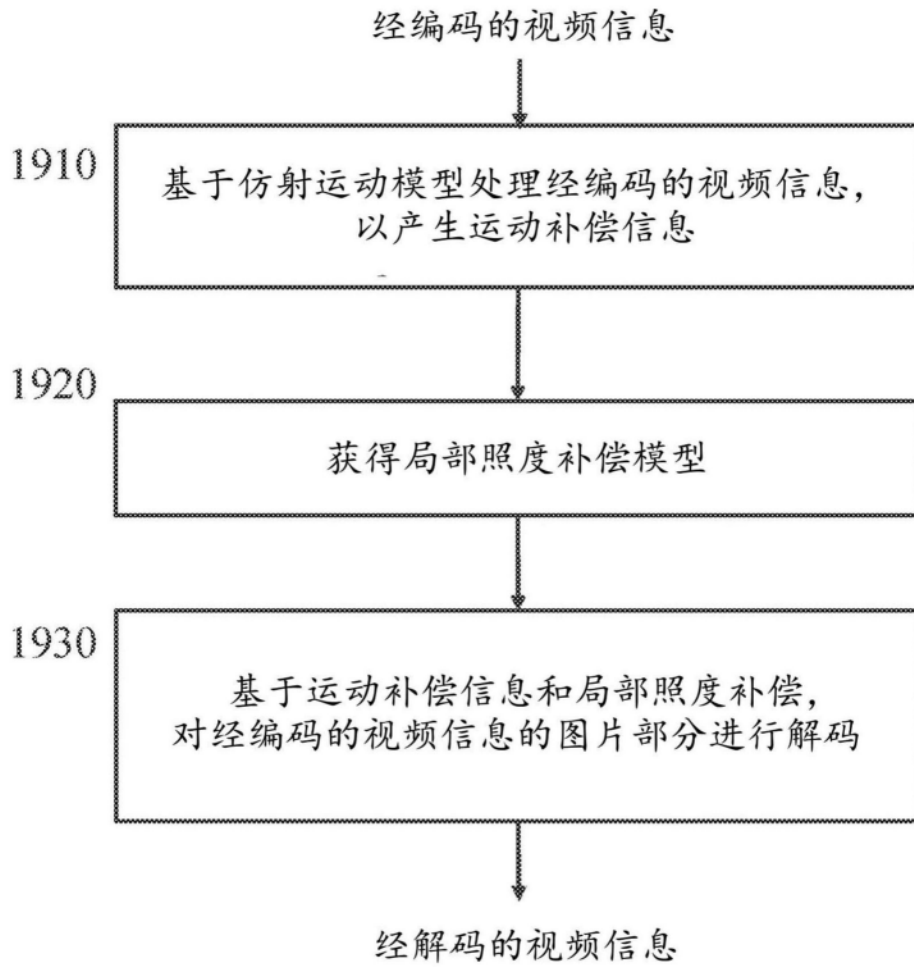 经编码的视频信息
1910
基于仿射运动模型处理经编码的视频信息，
以产生运动补偿信息
1920
获得局部照度补偿模型
1930
基于运动补偿信息和局部照度补偿，
对经编码的视频信息的图片部分进行解码
经解码的视频信息